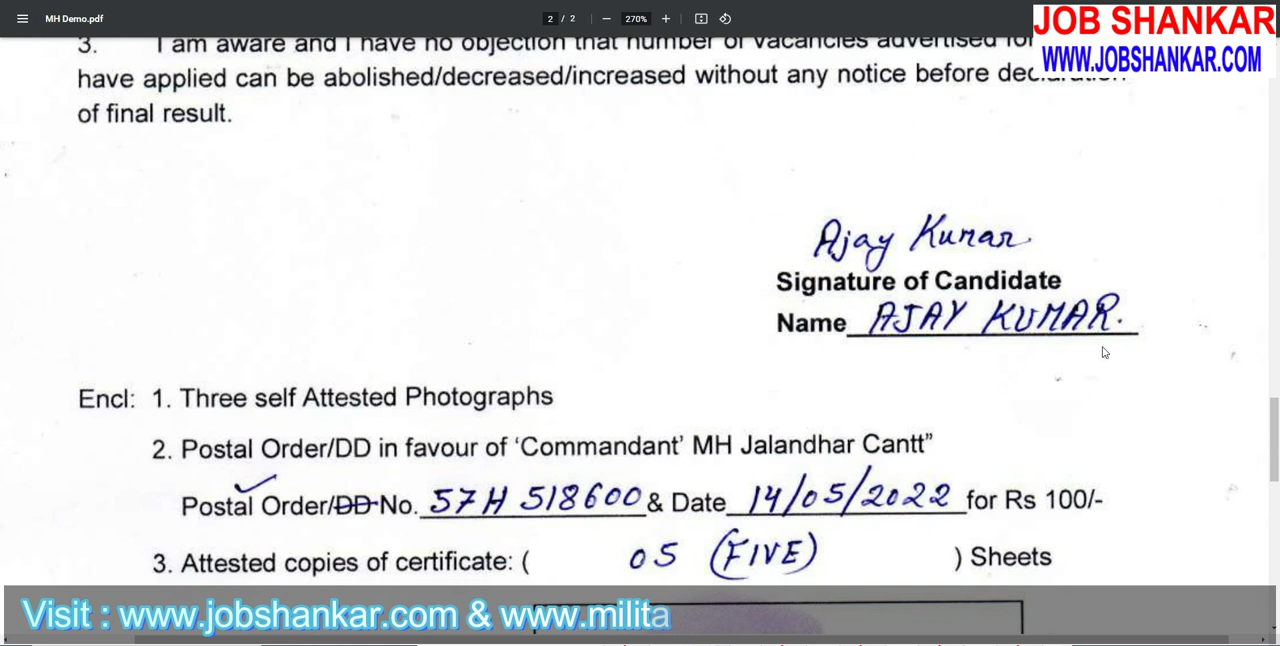 MH Demo.pdf
2 / 2
270%
JOB SHANKAR
WWW.JOBSHANKAR.COM
3. I am aware and I have no objection that number of vacancies advertised for
have applied can be abolished/decreased/increased without any notice before declaration
of final result.
Ajay Kumar
Signature of Candidate
Name AJAY KUMAR.
Encl: 1. Three self Attested Photographs
2. Postal Order/DD in favour of ‘Commandant’ MH Jalandhar Cantt”
Postal Order/DD No. 57H 518600 & Date 14/05/2022 for Rs 100/-
3. Attested copies of certificate: ( 05 (FIVE) ) Sheets
Visit : www.jobshankar.com & www.milita